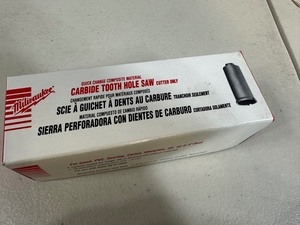 Milwaukee
QUICK CHANGE COMPOSITE MATERIAL
CARBIDE TOOTH HOLE SAW CUTTER ONLY
CHANGEMENT RAPIDE POUR MATÉRIAUX COMPOSÉS
SCIE À GUICHET À DENTS AU CARBURE TRANCHOIR SEULEMENT
MATERIAL COMPUESTO DE CAMBIO RÁPIDO
SIERRA PERFORADORA CON DIENTES DE CARBURO CORTADORA SOLAMENTE